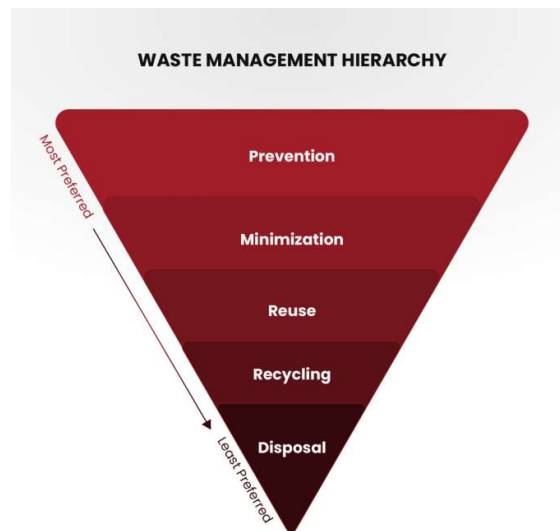 WASTE MANAGEMENT HIERARCHY
Most Preferred
Prevention
Minimization
Reuse
Recycling
Disposal
Least Preferred